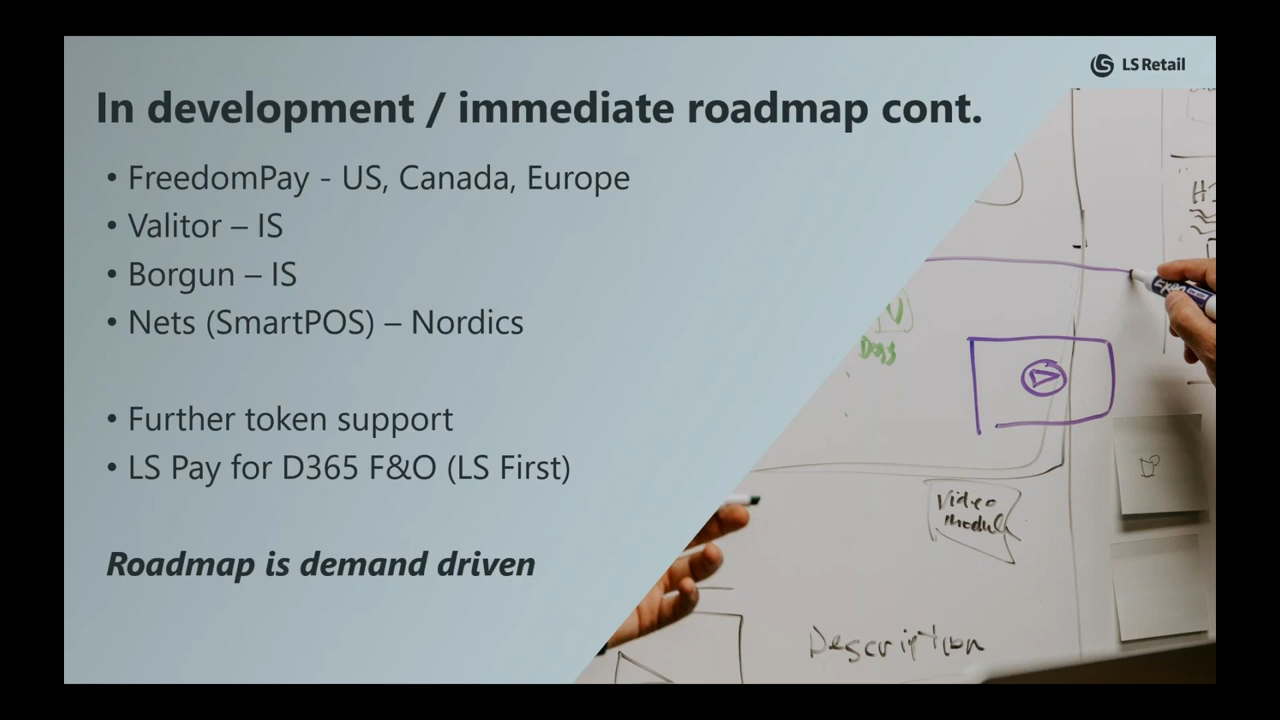 LS Retail
In development / immediate roadmap cont.
• FreedomPay - US, Canada, Europe
• Valitor – IS
• Borgun – IS
• Nets (SmartPOS) – Nordics
• Further token support
• LS Pay for D365 F&O (LS First)
Roadmap is demand driven
Video
Module
Description